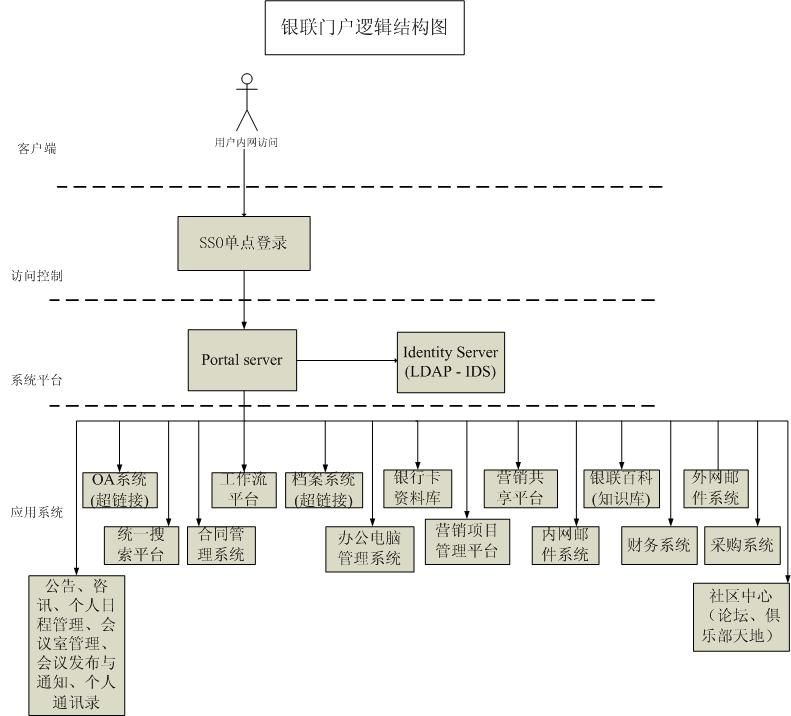 银联门户逻辑结构图
用户内网访问
客户端
SSO单点登录
访问控制
Portal server
Identity Server
(LDAP - IDS)
系统平台
OA系统
(超链接)
工作流
平台
档案系统
(超链接)
银行卡
资料库
营销共
享平台
银联百科
(知识库)
外网邮
件系统
应用系统
统一搜
索平台
合同管
理系统
办公电脑
管理系统
营销项目
管理平台
内网邮
件系统
财务系统
采购系统
公告、咨
讯、个人日
程管理、会
议室管理、
会议发布与
通知、个人
通讯录
社区中心
（论坛、俱
乐部天地）